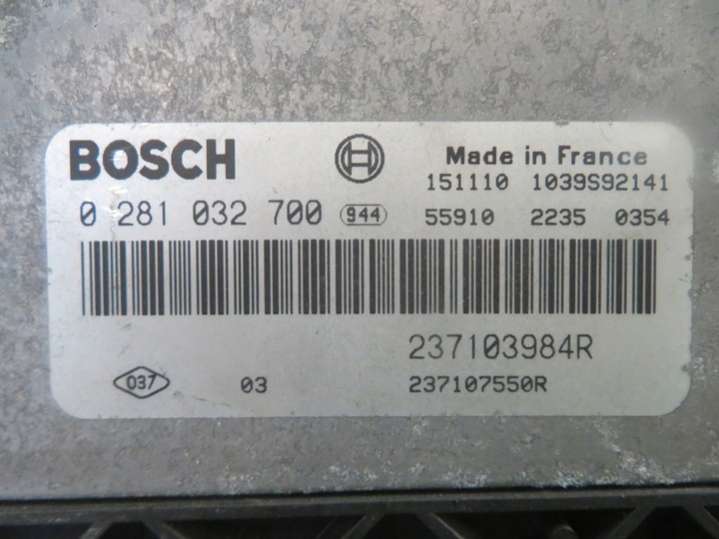 BOSCH
Made in France
151110 1039S92141
0 281 032 700 944 55910 2235 0354
237103984R
037 03 237107550R